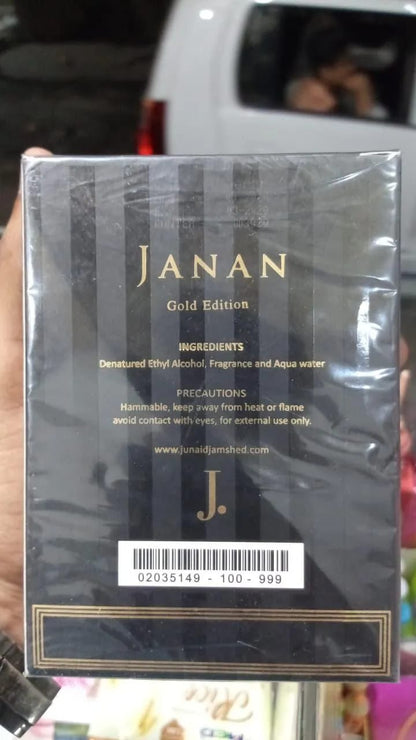 JANAN
Gold Edition
INGREDIENTS
Denatured Ethyl Alcohol, Fragrance and Aqua water
PRECAUTIONS
Hammable, keep away from heat or flame
avoid contact with eyes, for external use only.
www.junaidjamshed.com
J.
02035149 - 100 - 999
Rice